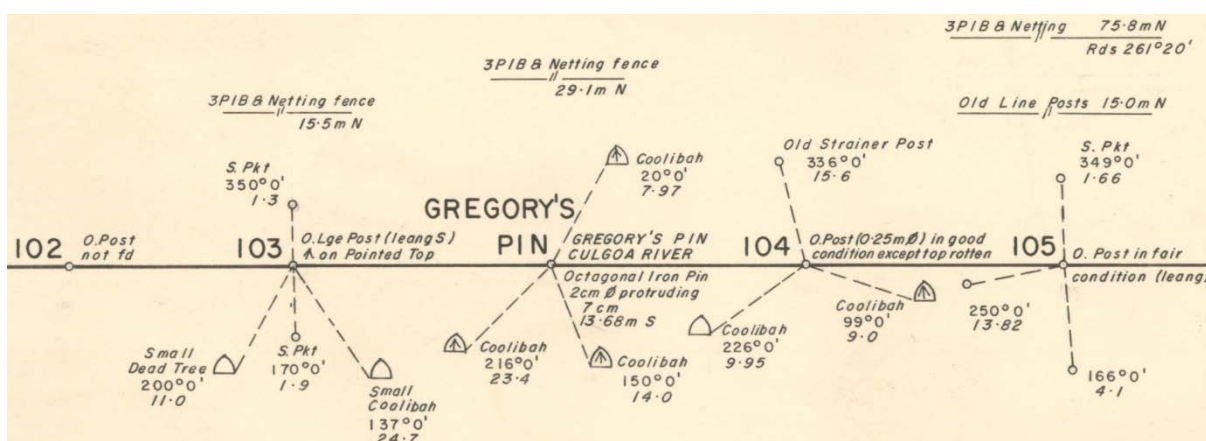 3PIB & Netting 75·8m N
Rds 261°20'
3PIB & Netting fence
29·1m N
3PIB & Netting fence
15·5m N
Old Line Posts 15·0m N
S. Pkt
350°0'
1·3
Coolibah
20°0'
7·97
Old Strainer Post
336°0'
15·6
S. Pkt
349°0'
1·66
102
O.Post
not fd
103
O.Lge Post (leang S)
↑ on Pointed Top
GREGORY'S
PIN
GREGORY'S PIN
CULGOA RIVER
104
O.Post (0·25m Ø) in good
condition except top rotten
105
O. Post in fair
condition (leang
Octagonal Iron Pin
2cm Ø protruding
7 cm
13·68m S
Small
Dead Tree
200°0'
11·0
S. Pkt
170°0'
1·9
Small
Coolibah
137°0'
24·7
Coolibah
216°0'
23·4
Coolibah
150°0'
14·0
Coolibah
226°0'
9·95
Coolibah
99°0'
9·0
250°0'
13·82
166°0'
4·1